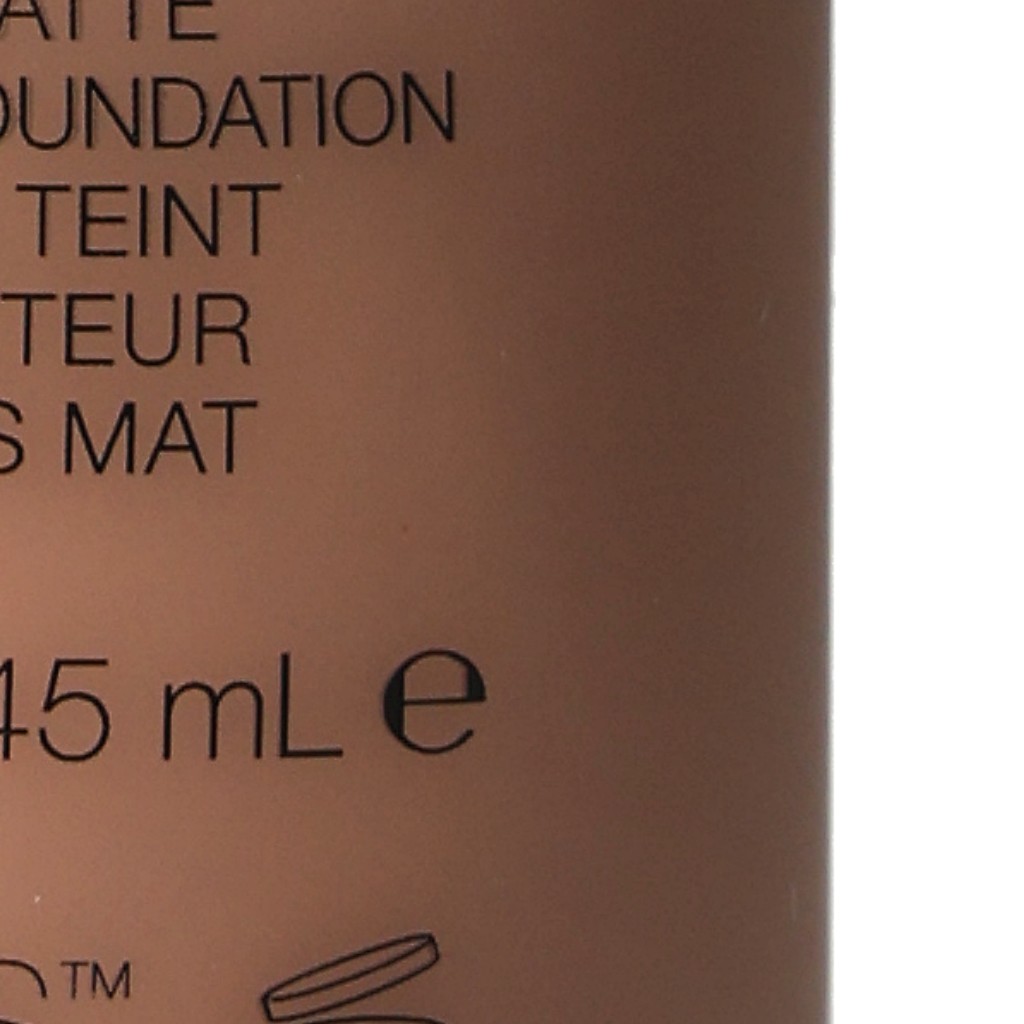 ATTE
OUNDATION
TEINT
TEUR
S MAT
45 mL e
TM